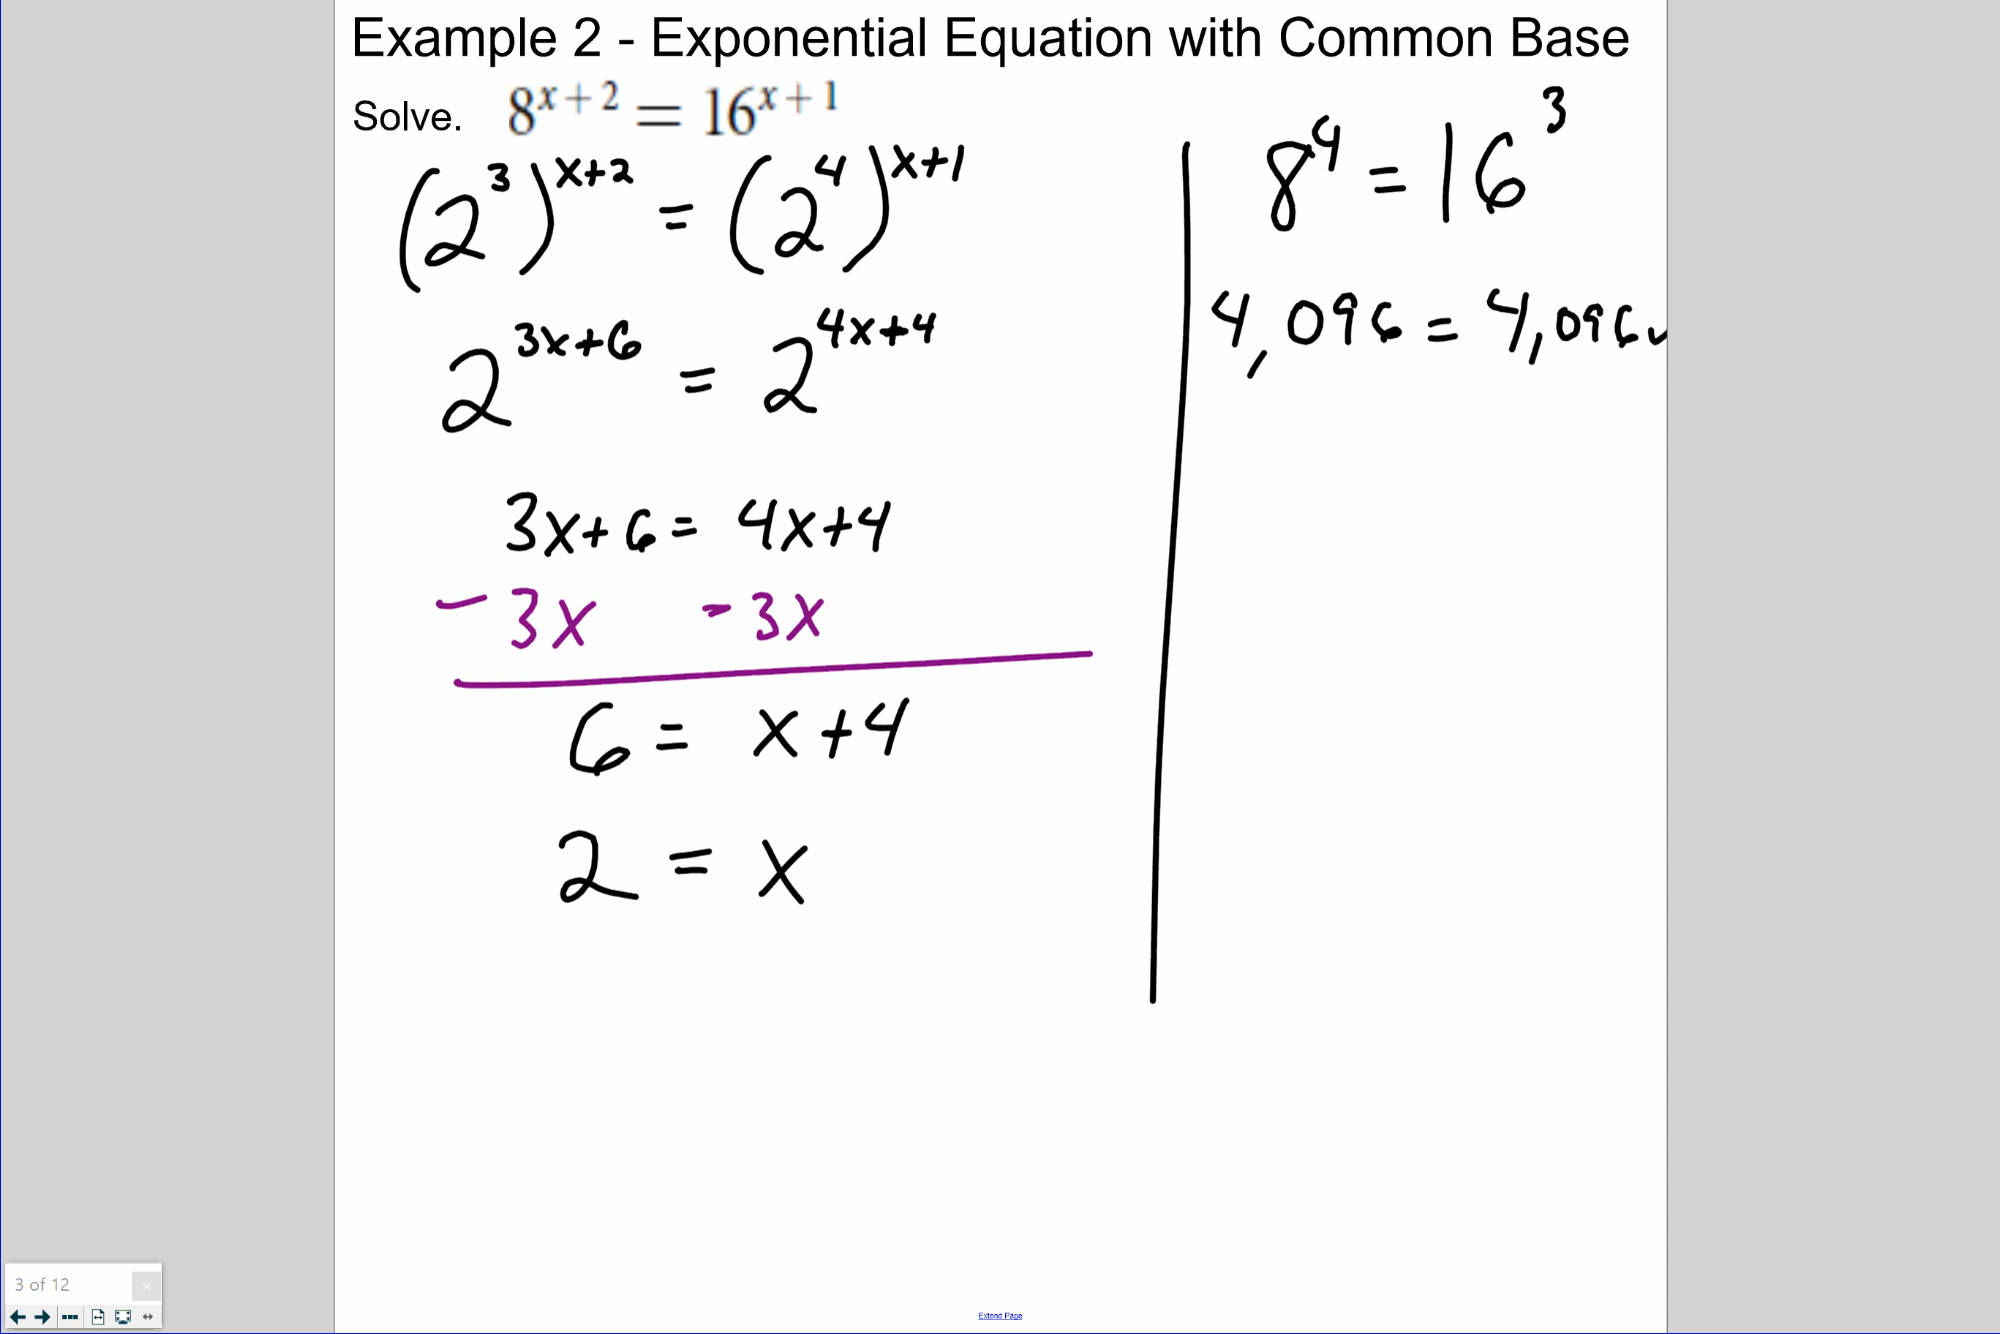 Example 2 - Exponential Equation with Common Base
Solve. 8^{x+2} = 16^{x+1}
(2^3)^{x+2} = (2^4)^{x+1}
2^{3x+6} = 2^{4x+4}
3x+6 = 4x+4
-3x -3x
6 = x+4
2 = x
8^4 = 16^3
4,096 = 4,096✓
3 of 12
Extend Page